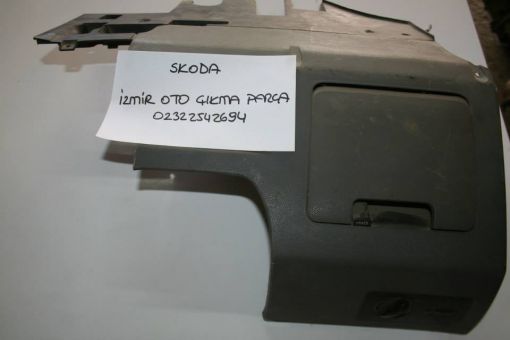 SKODA
İZMİR OTO ÇIKMA PARÇA
02322542694